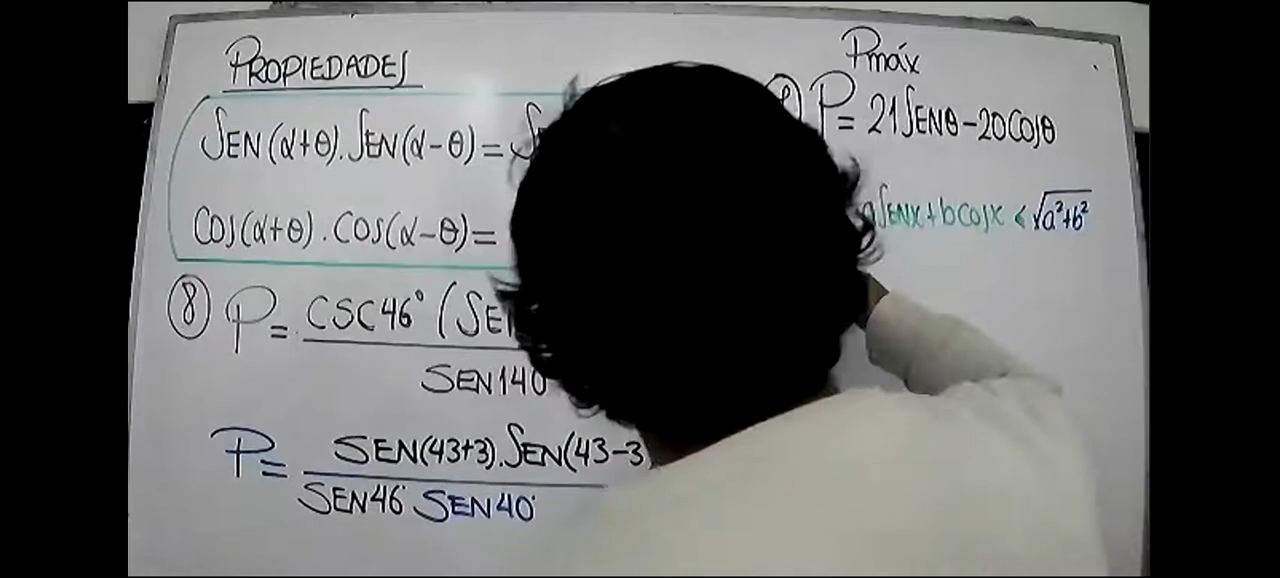 PROPIEDADES
SEN(α+θ).SEN(α-θ)=
COS(α+θ).COS(α-θ)=
⑧ P= CSC46° (SE
SEN140
P= SEN(43+3).SEN(43-3
SEN46° SEN40°
Pmáx
P= 21SENθ-20COSθ
aSENx+bCOSx ≤ √a²+b²